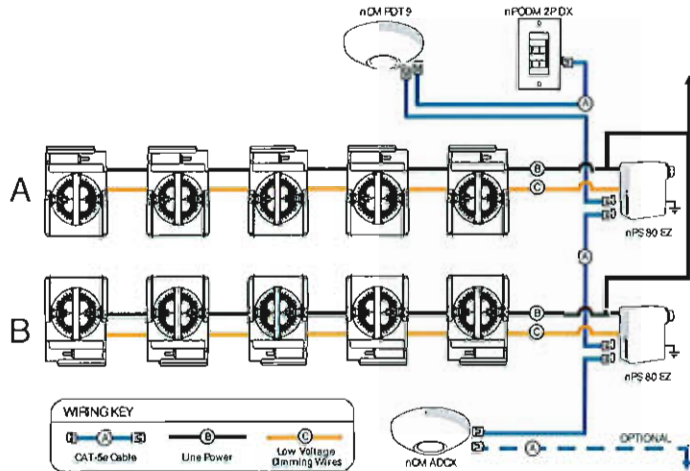 nCM PDT 9
nPODM 2P DX
A
A
B
C
nPS 80 EZ
A
B
B
C
nPS 80 EZ
WIRING KEY
A
B
C
CAT-5e Cable
Line Power
Low Voltage
Dimming Wires
nCM ADCX
A
OPTIONAL